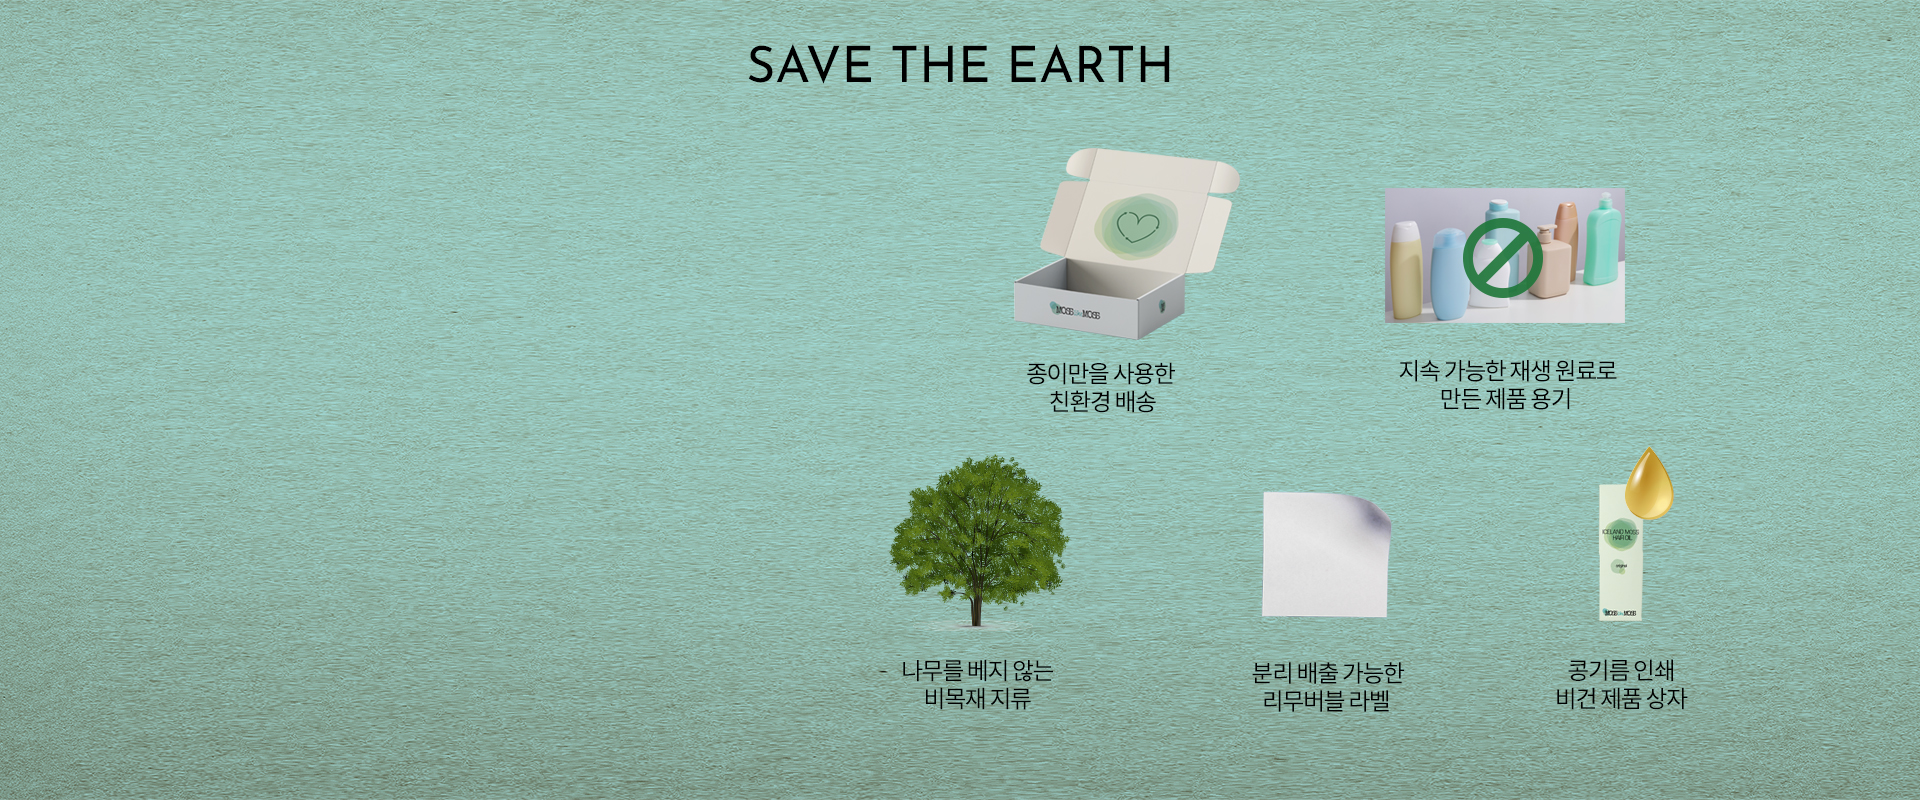 SAVE THE EARTH
MOSS MOSS
종이만을 사용한
친환경 배송
지속 가능한 재생 원료로
만든 제품 용기
- 나무를 베지 않는
비목재 지류
분리 배출 가능한
리무버블 라벨
ICELAND MOSS
HAIR OIL
original
MOSS MOSS
콩기름 인쇄
비건 제품 상자